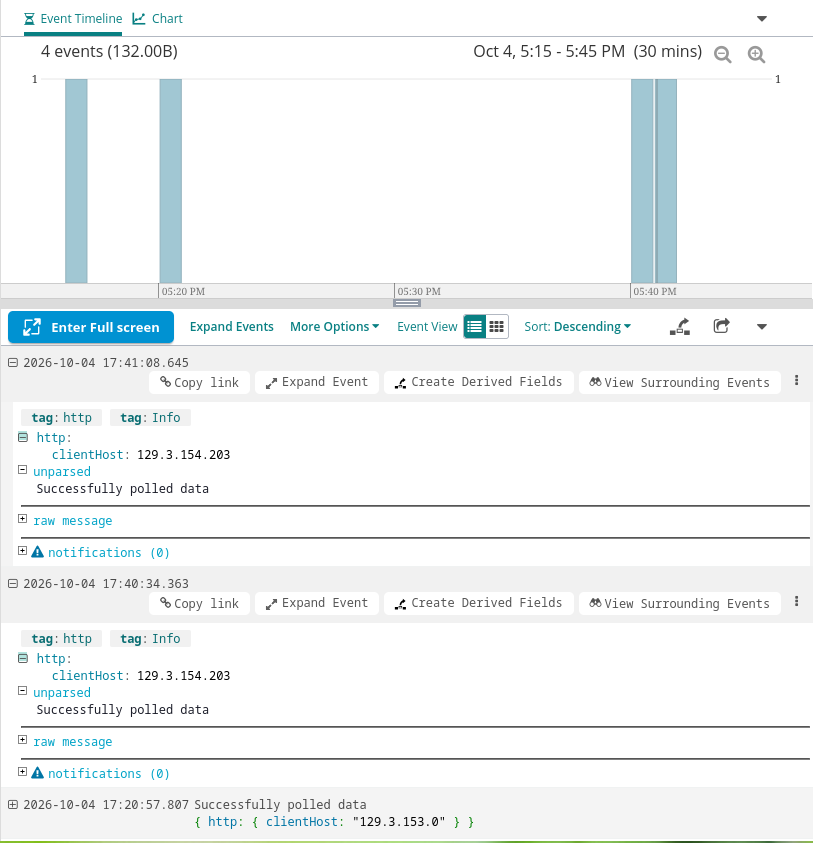 Event Timeline Chart
4 events (132.00B) Oct 4, 5:15 - 5:45 PM (30 mins)
1 1
05:20 PM 05:30 PM 05:40 PM
Enter Full screen Expand Events More Options Event View Sort: Descending
2026-10-04 17:41:08.645
Copy link Expand Event Create Derived Fields View Surrounding Events
tag: http tag: Info
http:
clientHost: 129.3.154.203
unparsed
Successfully polled data
raw message
notifications (0)
2026-10-04 17:40:34.363
Copy link Expand Event Create Derived Fields View Surrounding Events
tag: http tag: Info
http:
clientHost: 129.3.154.203
unparsed
Successfully polled data
raw message
notifications (0)
2026-10-04 17:20:57.807 Successfully polled data
{ http: { clientHost: "129.3.153.0" } }